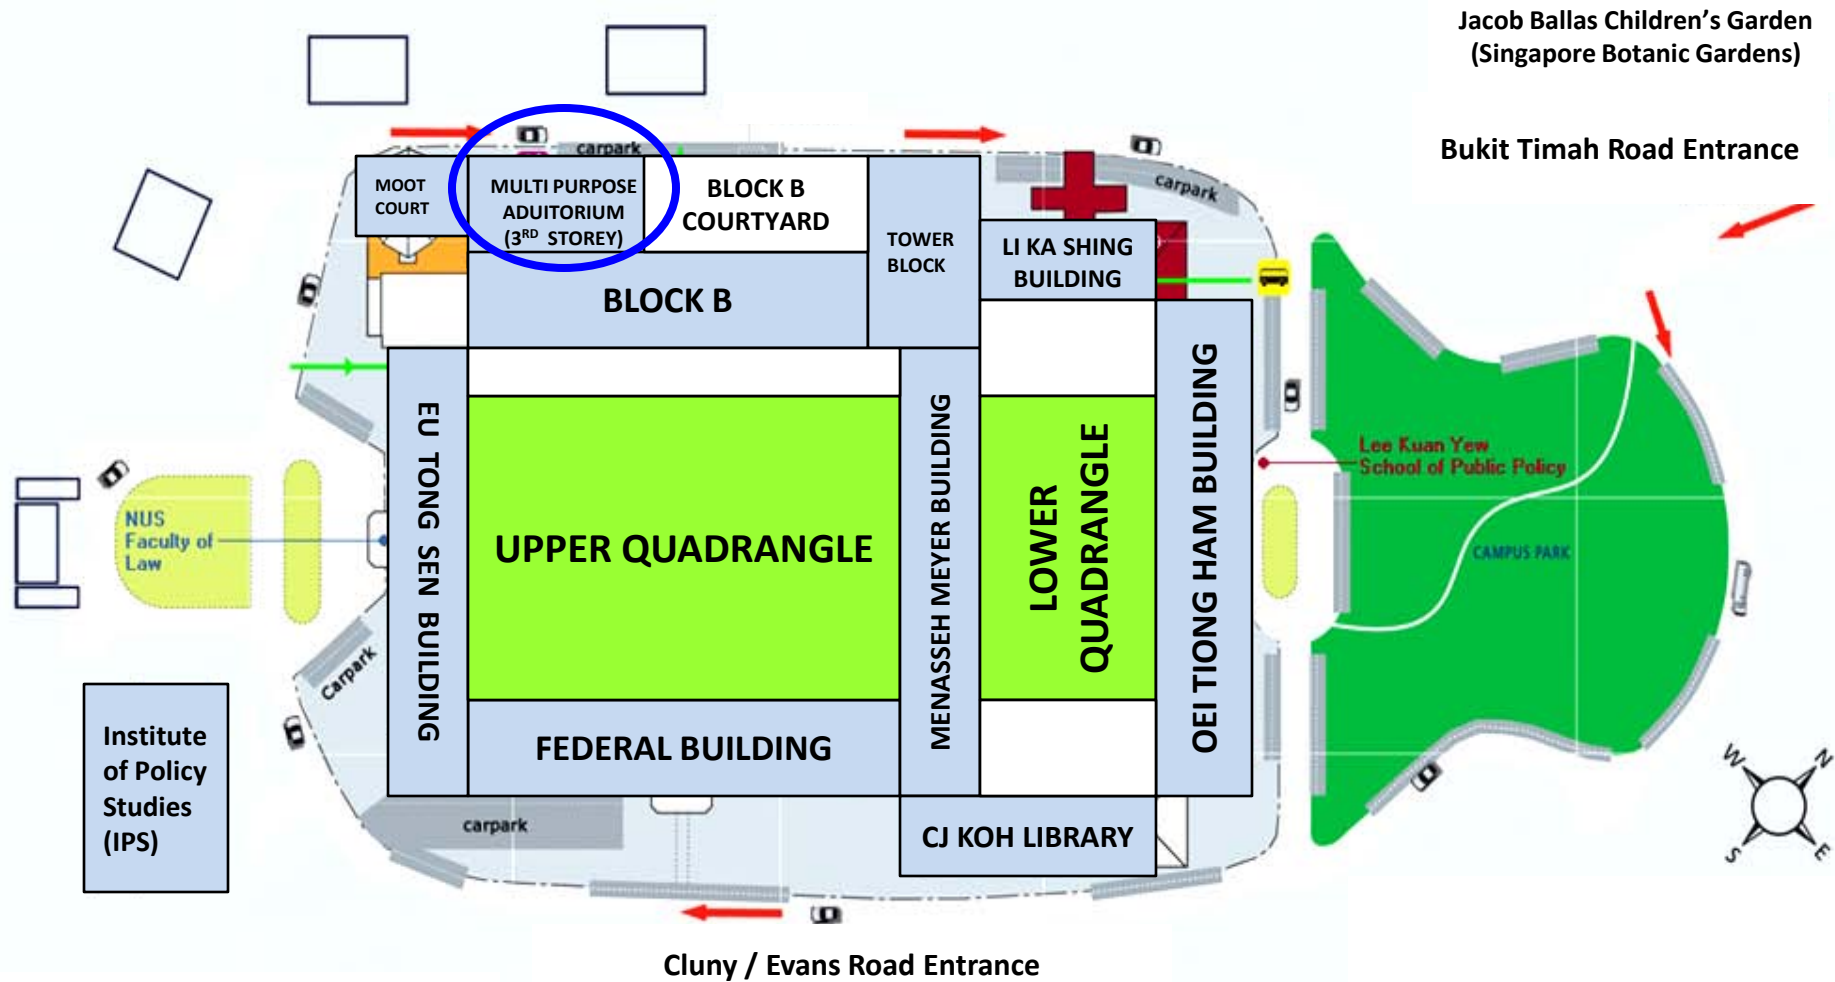 Jacob Ballas Children’s Garden
(Singapore Botanic Gardens)
Bukit Timah Road Entrance
carpark
carpark
MOOT
COURT
MULTI PURPOSE
ADUITORIUM
(3RD STOREY)
BLOCK B
COURTYARD
TOWER
BLOCK
LI KA SHING
BUILDING
BLOCK B
EU TONG SEN BUILDING
UPPER QUADRANGLE
MENASSEH MEYER BUILDING
LOWER
QUADRANGLE
OEI TIONG HAM BUILDING
Lee Kuan Yew
School of Public Policy
CAMPUS PARK
NUS
Faculty of
Law
Carpark
Institute
of Policy
Studies
(IPS)
FEDERAL BUILDING
carpark
CJ KOH LIBRARY
W
N
S
E
Cluny / Evans Road Entrance